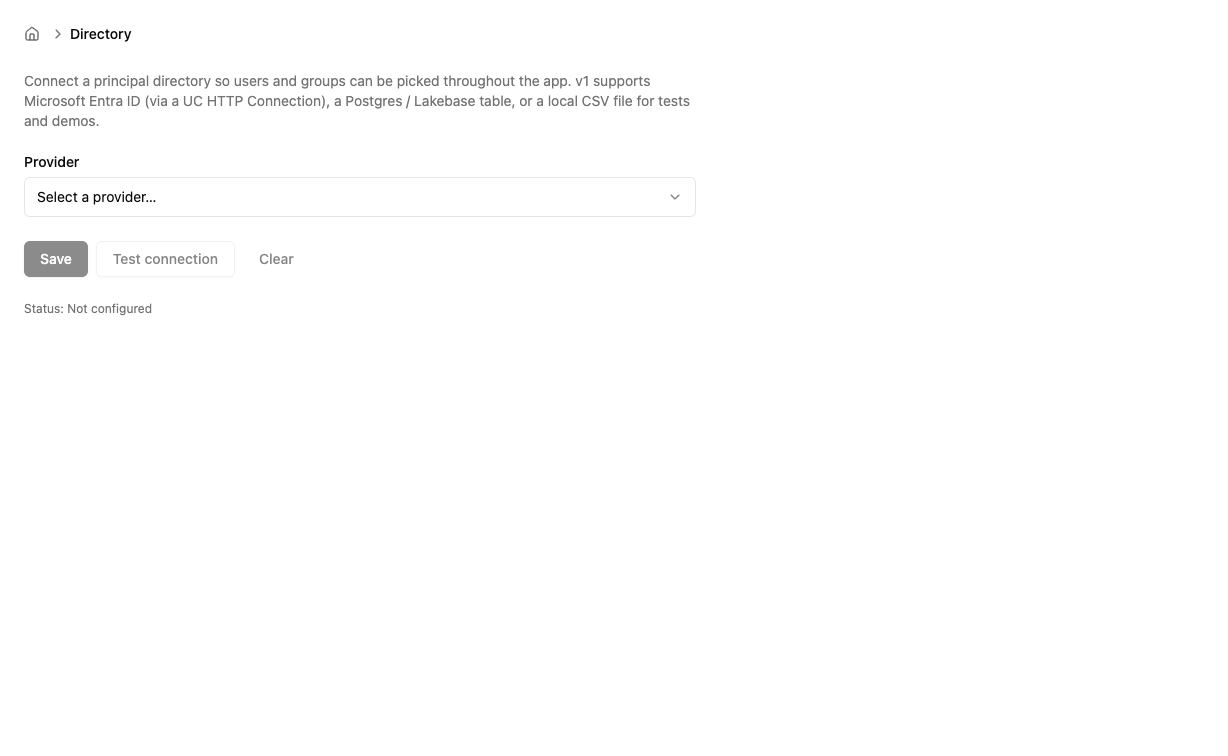 Directory
Connect a principal directory so users and groups can be picked throughout the app. v1 supports
Microsoft Entra ID (via a UC HTTP Connection), a Postgres / Lakebase table, or a local CSV file for tests
and demos.
Provider
Select a provider...
Save
Test connection
Clear
Status: Not configured